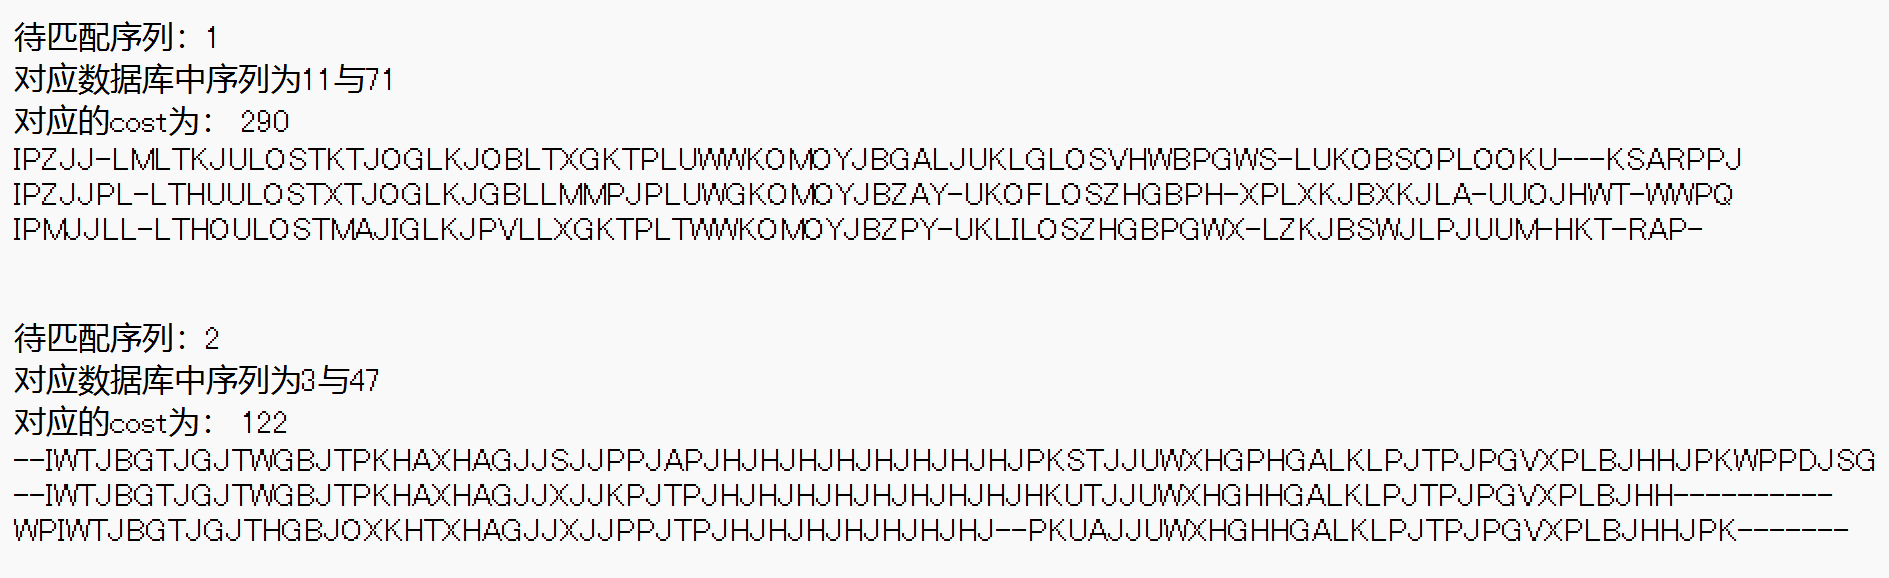 待匹配序列：1
对应数据库中序列为11与71
对应的cost为： 290
IPZJJ-LMLTKJULOSTKTJOGLKJOBLTXGKTPLUWWKOMOYJBGALJUKLGLOSVHWBPGWS-LUKOBSOPLOOKU---KSARPPJ
IPZJJPL-LTHUULOSTXTJOGLKJGBLLMMPJPLUWGKOMOYJBZAY-UKOFLOSZHGBPH-XPLXKJBXKJLA-UUOJHWT-WWPQ
IPMJJLL-LTHOULOSTMAJIGLKJPVLLXGKTPLTWWKOMOYJBZPY-UKLILOSZHGBPGWX-LZKJBSWJLPJUUM-HKT-RAP-
待匹配序列：2
对应数据库中序列为3与47
对应的cost为： 122
--IWTJBGTJGJTWGBJTPKHAXHAGJJSJJPPJAPJHJHJHJHJHJHJHJHJPKSTJJUWXHGPHGALKLPJTPJPGVXPLBJHHJPKWPPDJSG
--IWTJBGTJGJTWGBJTPKHAXHAGJJXJJKPJTPJHJHJHJHJHJHJHJHJHKUTJJUWXHGHHGALKLPJTPJPGVXPLBJHH----------
WPIWTJBGTJGJTHGBJOXKHTXHAGJJXJJPPJTPJHJHJHJHJHJHJHJ--PKUAJJUWXHGHHGALKLPJTPJPGVXPLBJHHJPK-------